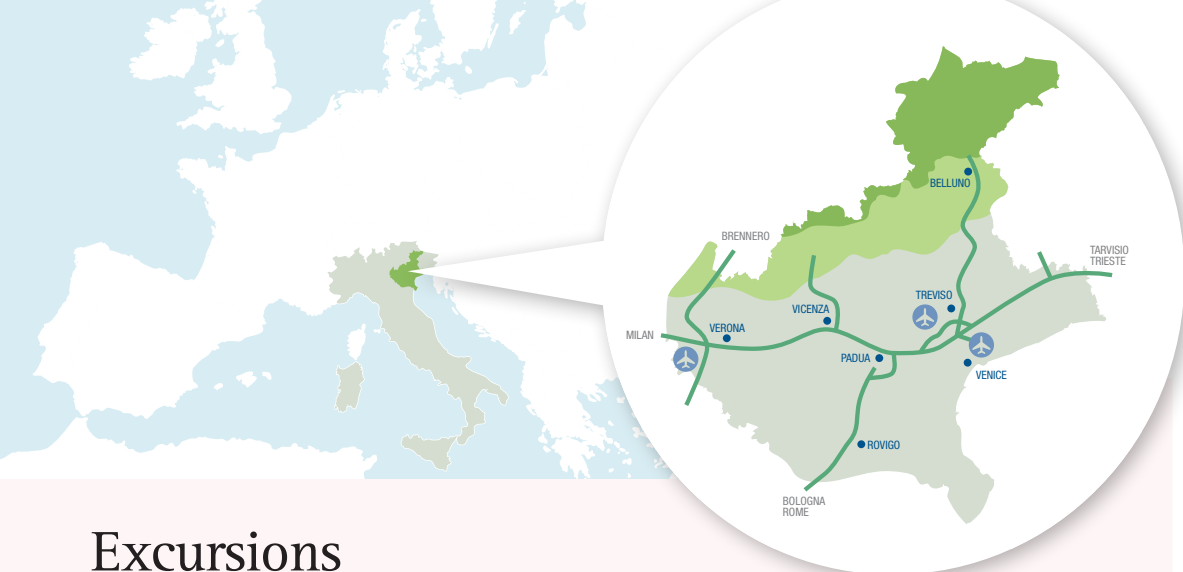 BELLUNO
BRENNERO
TARVISIO
TRIESTE
TREVISO
VICENZA
MILAN
VERONA
PADUA
VENICE
ROVIGO
BOLOGNA
ROME
Excursions